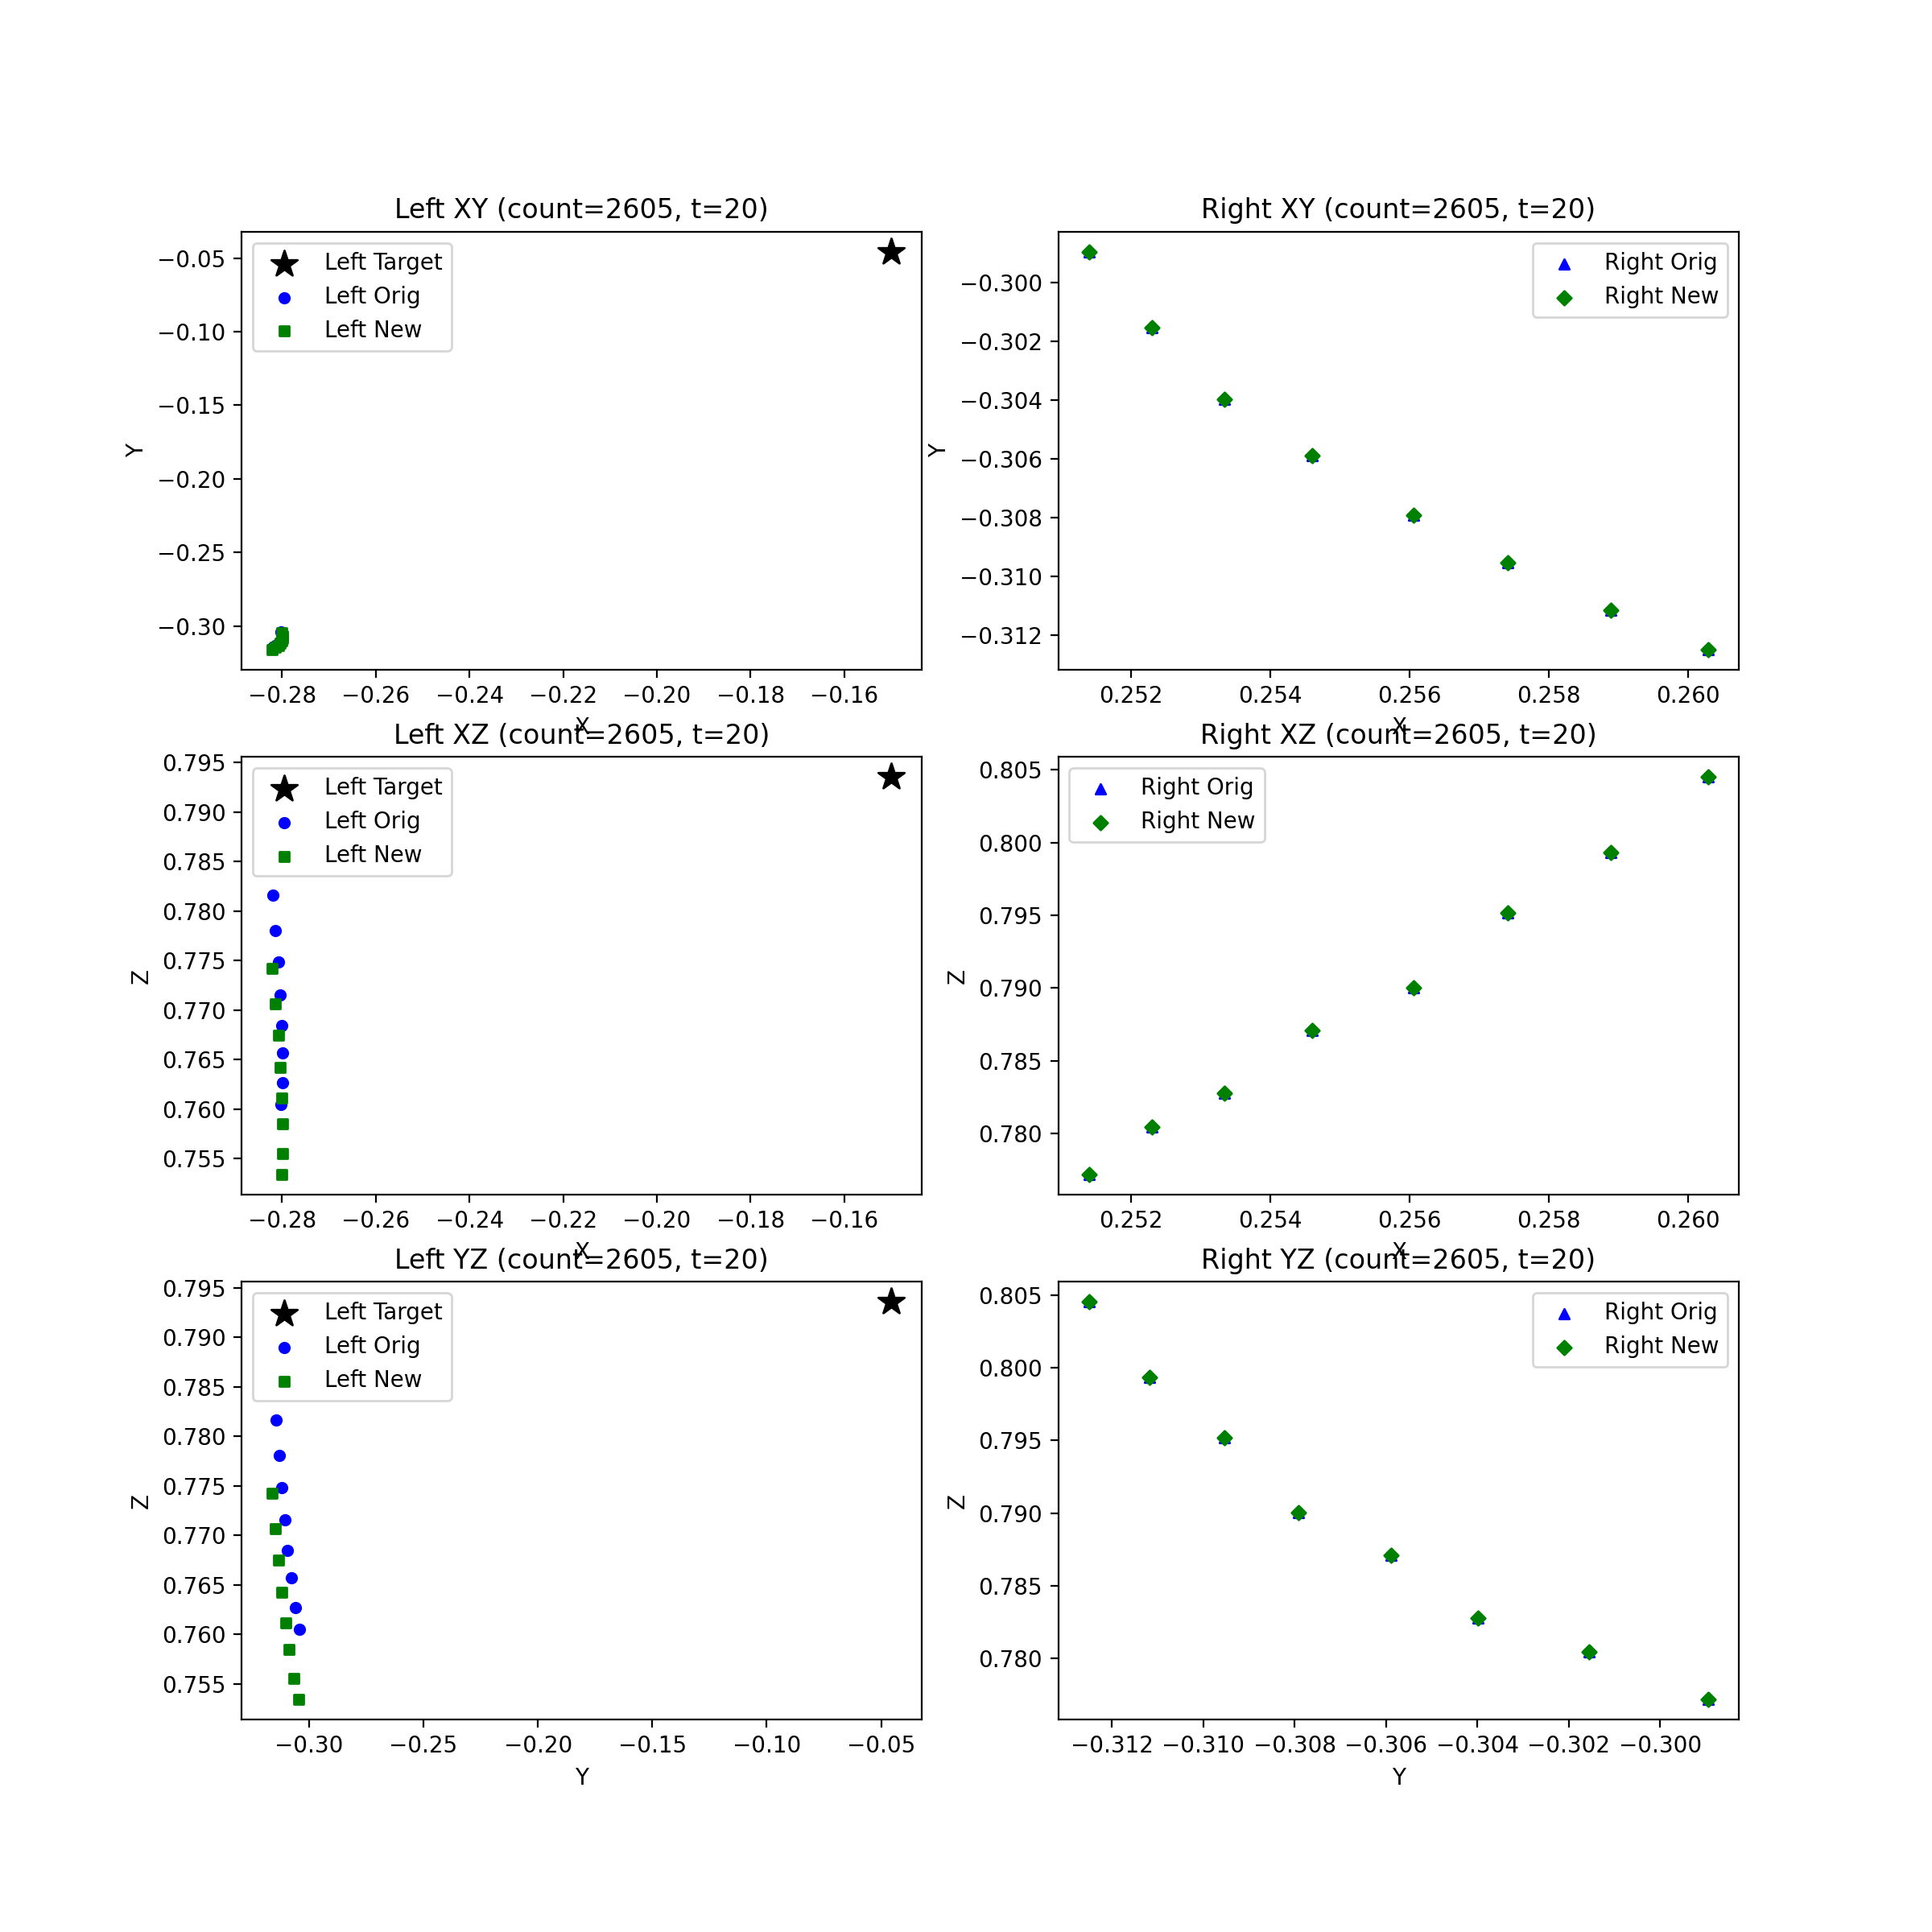 Left XY (count=2605, t=20)
Left Target
Left Orig
Left New
−0.05
−0.10
−0.15
−0.20
−0.25
−0.30
Y
−0.28 −0.26 −0.24 −0.22 −0.20 −0.18 −0.16
X
Right XY (count=2605, t=20)
Right Orig
Right New
−0.300
−0.302
−0.304
−0.306
−0.308
−0.310
−0.312
Y
0.252 0.254 0.256 0.258 0.260
X
Left XZ (count=2605, t=20)
Left Target
Left Orig
Left New
0.795
0.790
0.785
0.780
0.775
0.770
0.765
0.760
0.755
Z
−0.28 −0.26 −0.24 −0.22 −0.20 −0.18 −0.16
X
Right XZ (count=2605, t=20)
Right Orig
Right New
0.805
0.800
0.795
0.790
0.785
0.780
Z
0.252 0.254 0.256 0.258 0.260
X
Left YZ (count=2605, t=20)
Left Target
Left Orig
Left New
0.795
0.790
0.785
0.780
0.775
0.770
0.765
0.760
0.755
Z
−0.30 −0.25 −0.20 −0.15 −0.10 −0.05
Y
Right YZ (count=2605, t=20)
Right Orig
Right New
0.805
0.800
0.795
0.790
0.785
0.780
Z
−0.312 −0.310 −0.308 −0.306 −0.304 −0.302 −0.300
Y